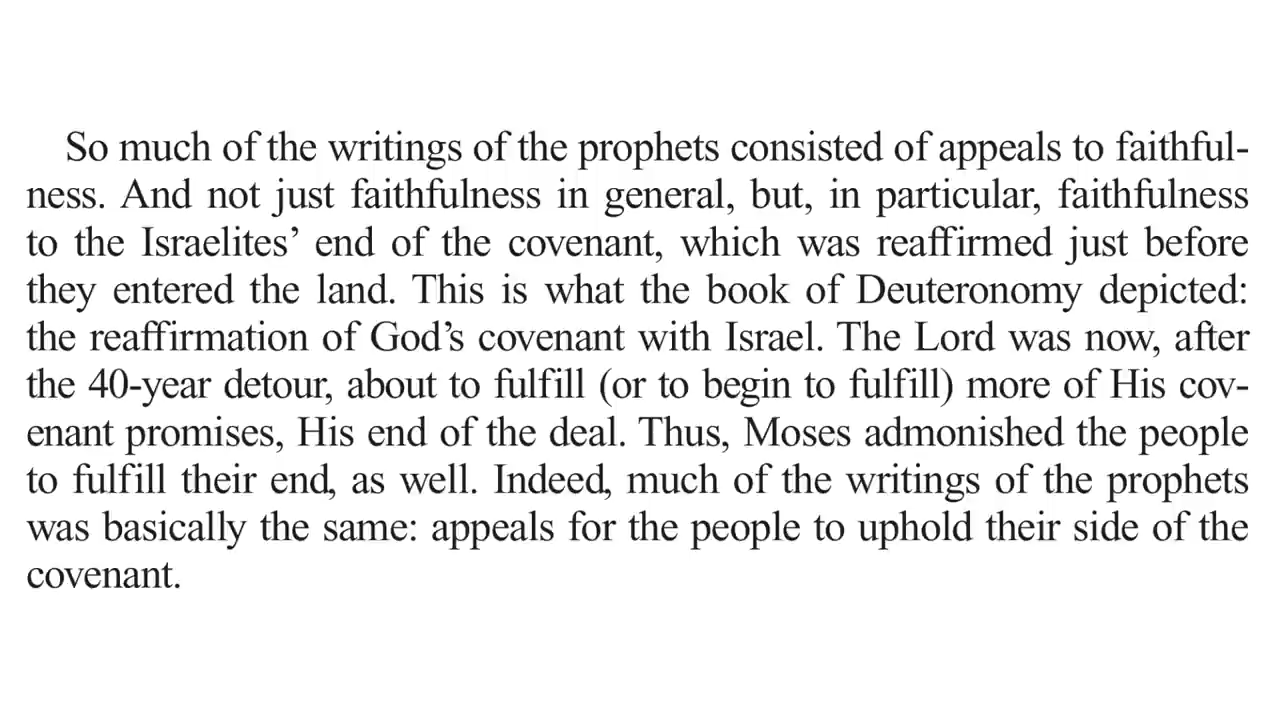 So much of the writings of the prophets consisted of appeals to faithful-
ness. And not just faithfulness in general, but, in particular, faithfulness
to the Israelites’ end of the covenant, which was reaffirmed just before
they entered the land. This is what the book of Deuteronomy depicted:
the reaffirmation of God’s covenant with Israel. The Lord was now, after
the 40-year detour, about to fulfill (or to begin to fulfill) more of His cov-
enant promises, His end of the deal. Thus, Moses admonished the people
to fulfill their end, as well. Indeed, much of the writings of the prophets
was basically the same: appeals for the people to uphold their side of the
covenant.